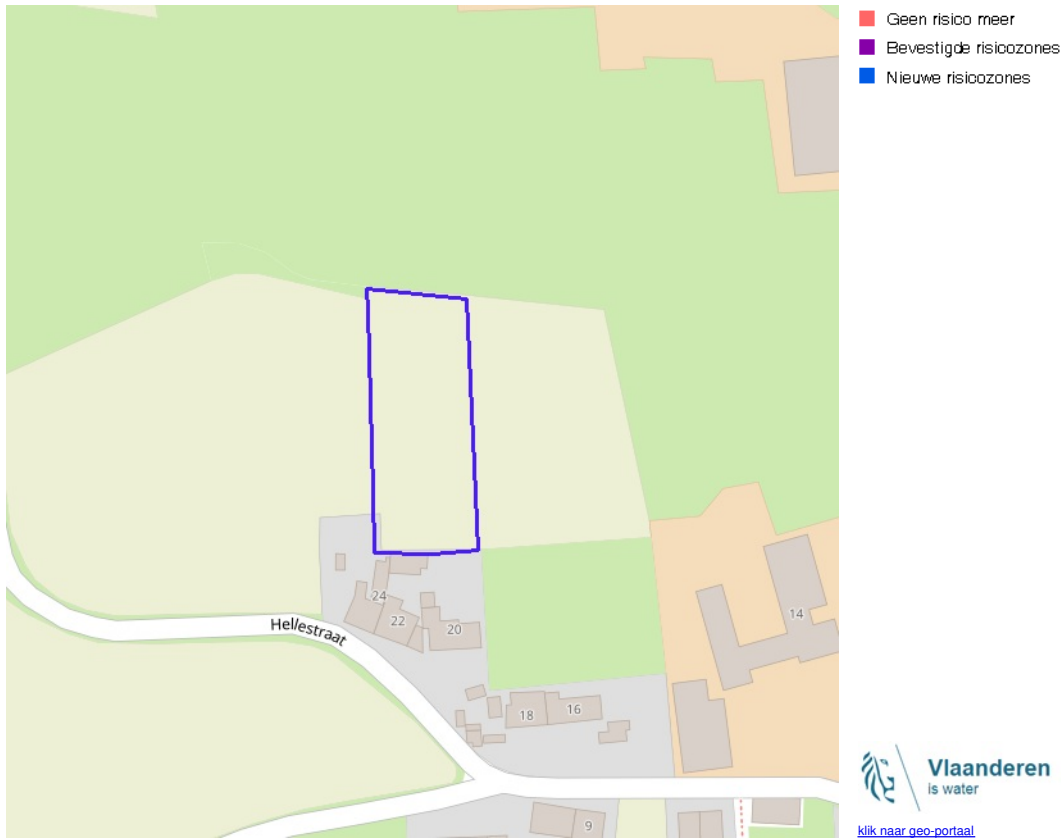 Geen risico meer
Bevestigde risicozones
Nieuwe risicozones
24
22
20
Hellestraat
14
18
16
9
Vlaanderen
is water
klik naar geo-portaal